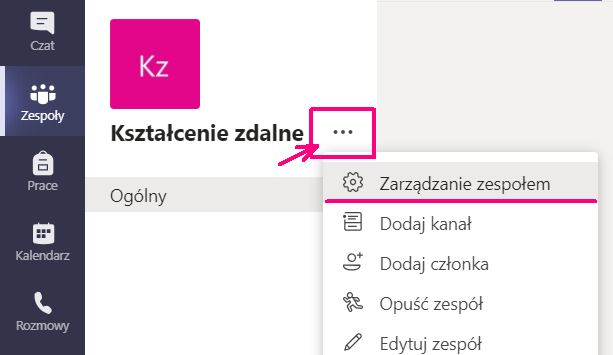 Czat
Zespoły
Prace
Kalendarz
Rozmowy
Kz
Kształcenie zdalne ...
Ogólny
Zarządzanie zespołem
Dodaj kanał
Dodaj członka
Opuść zespół
Edytuj zespół